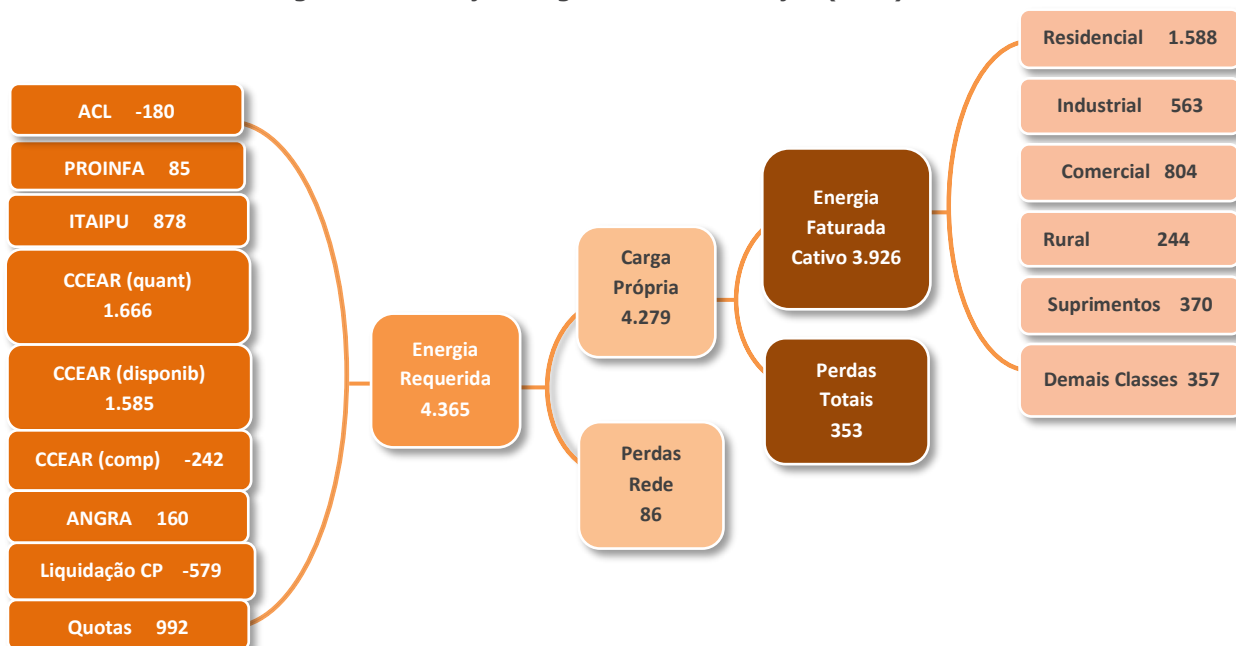 ACL -180
PROINFA 85
ITAIPU 878
CCEAR (quant)
1.666
CCEAR (disponib)
1.585
CCEAR (comp) -242
ANGRA 160
Liquidação CP -579
Quotas 992
Energia
Requerida
4.365
Carga
Própria
4.279
Perdas
Rede
86
Energia
Faturada
Cativo 3.926
Perdas
Totais
353
Residencial 1.588
Industrial 563
Comercial 804
Rural 244
Suprimentos 370
Demais Classes 357